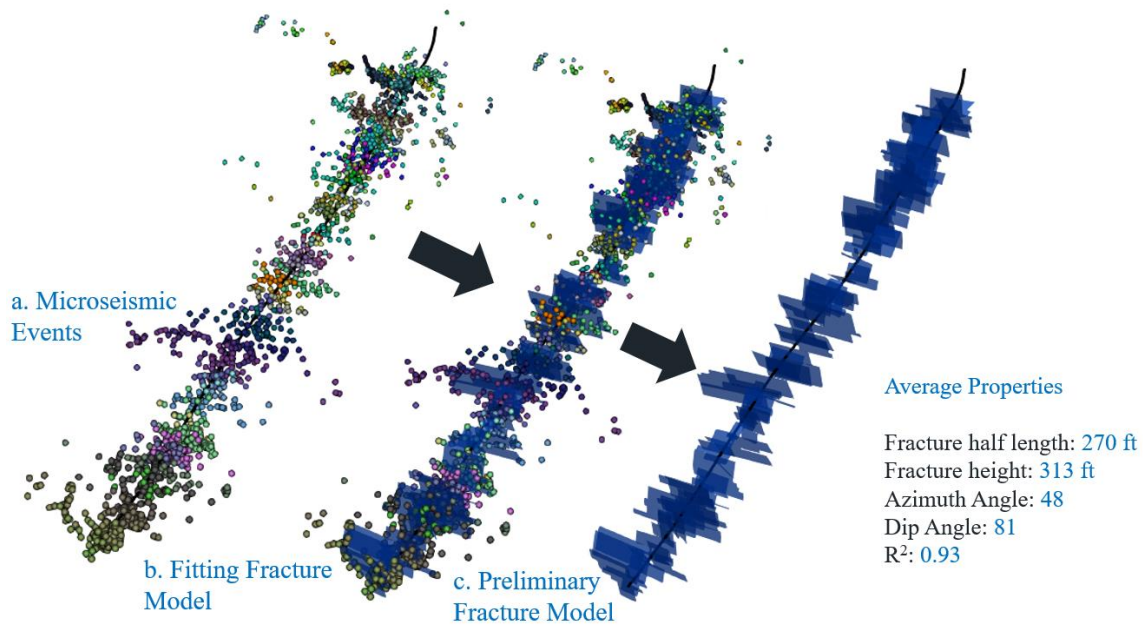 a. Microseismic
Events
b. Fitting Fracture
Model
c. Preliminary
Fracture Model
Average Properties
Fracture half length: 270 ft
Fracture height: 313 ft
Azimuth Angle: 48
Dip Angle: 81
R²: 0.93